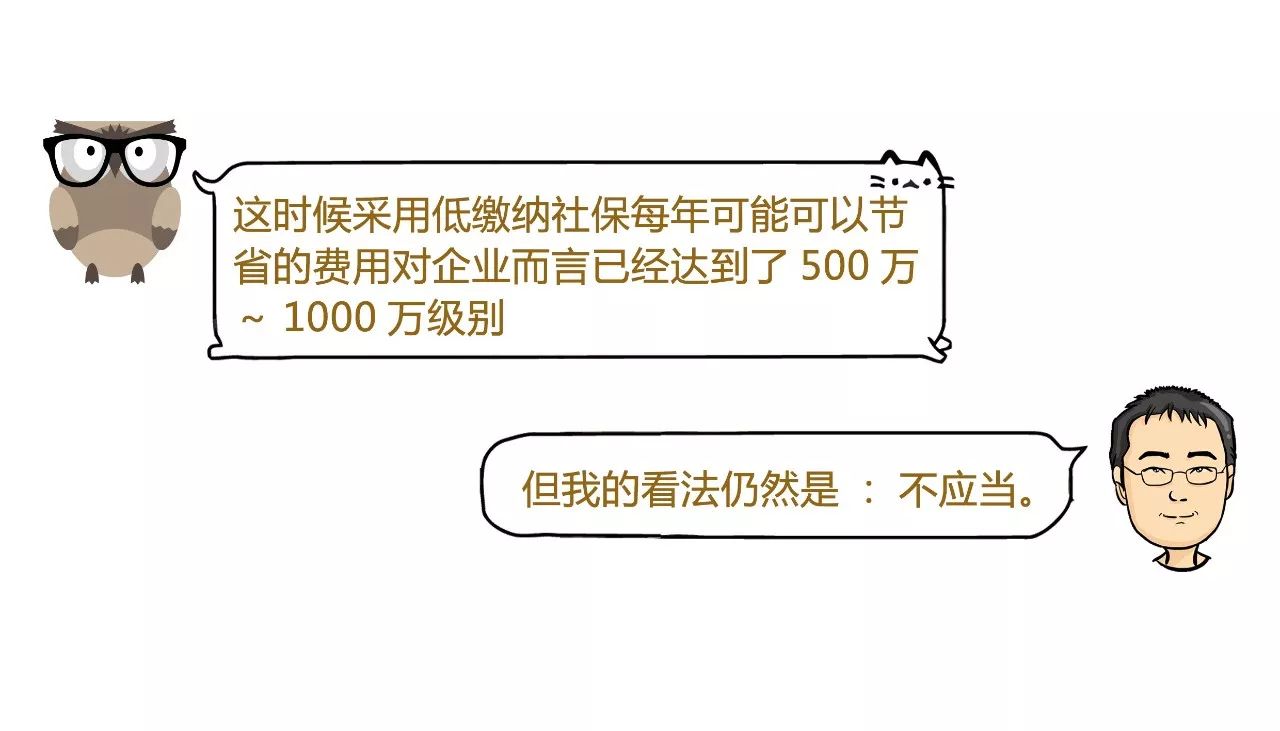 这时候采用低缴纳社保每年可能可以节
省的费用对企业而言已经达到了 500 万
~ 1000 万级别
但我的看法仍然是 : 不应当。